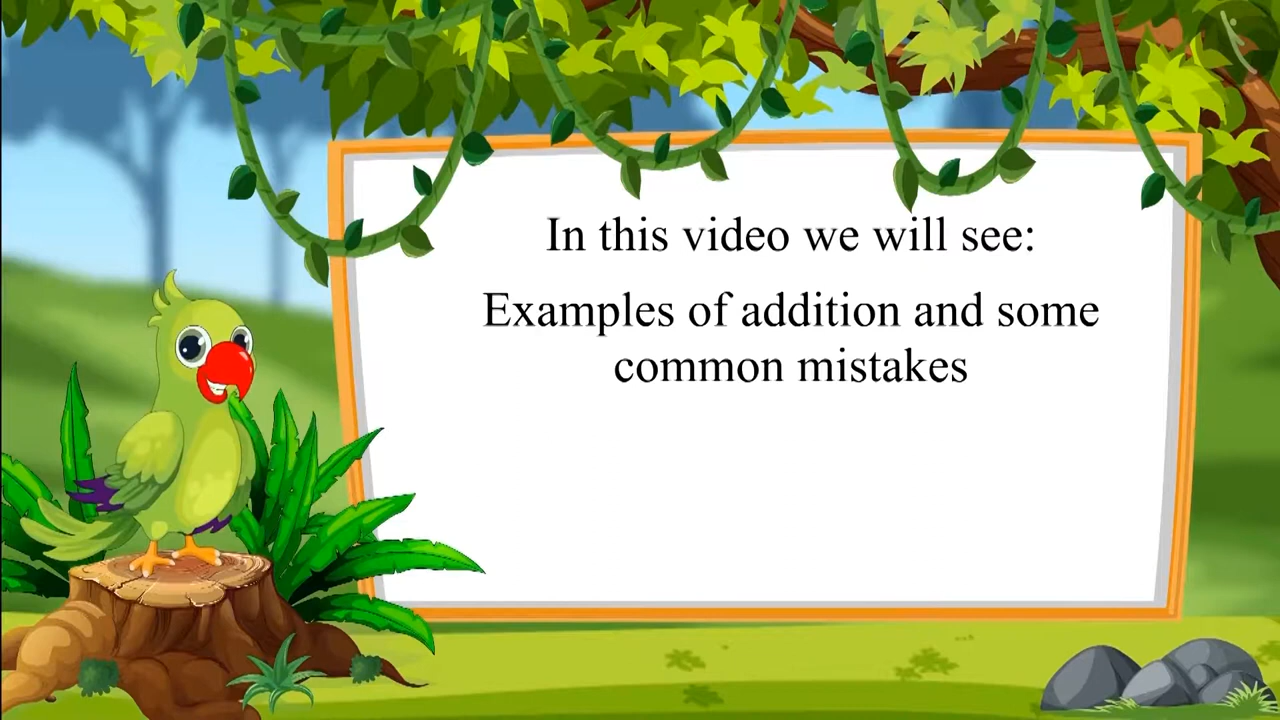 In this video we will see:
Examples of addition and some
common mistakes